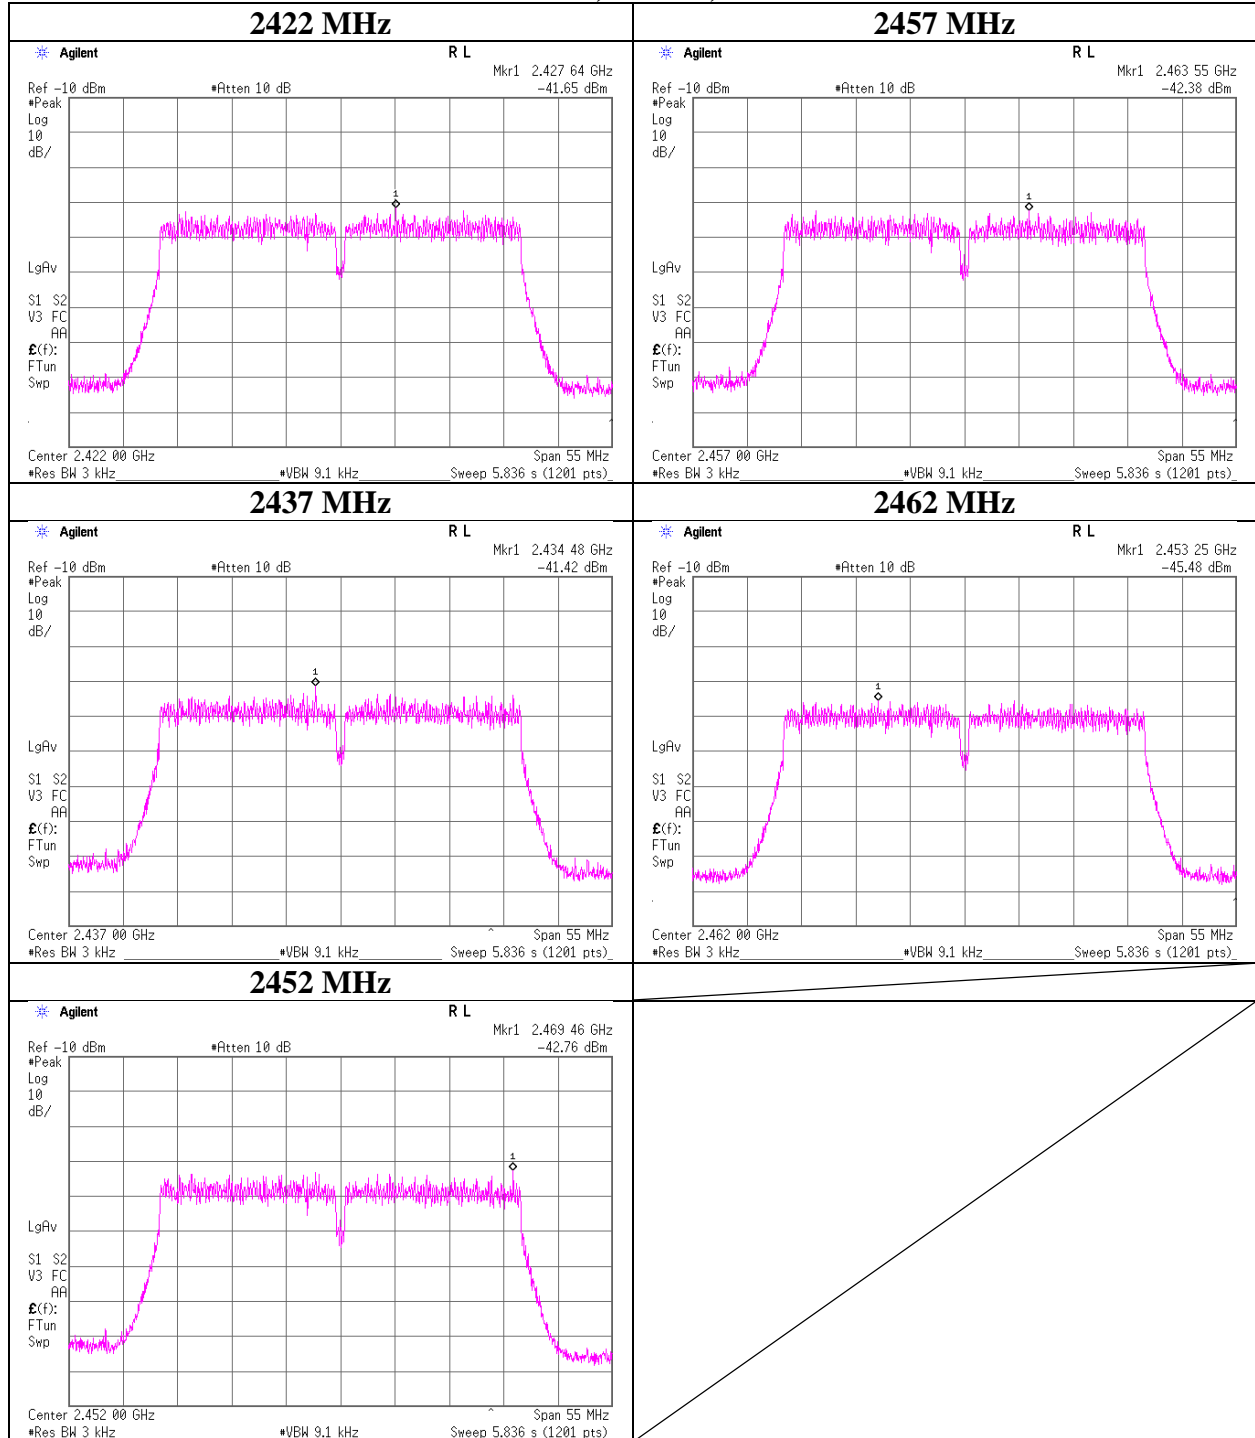 2422 MHz
Agilent
R L
Mkr1 2.427 64 GHz
Ref -10 dBm
#Atten 10 dB
-41.65 dBm
#Peak
Log
10
dB/
LgAv
S1 S2
V3 FC
AA
£(f):
FTun
Swp
Center 2.422 00 GHz
Span 55 MHz
#Res BW 3 kHz
#VBW 9.1 kHz
Sweep 5.836 s (1201 pts)
2457 MHz
Agilent
R L
Mkr1 2.463 55 GHz
Ref -10 dBm
#Atten 10 dB
-42.38 dBm
#Peak
Log
10
dB/
LgAv
S1 S2
V3 FC
AA
£(f):
FTun
Swp
Center 2.457 00 GHz
Span 55 MHz
#Res BW 3 kHz
#VBW 9.1 kHz
Sweep 5.836 s (1201 pts)
2437 MHz
Agilent
R L
Mkr1 2.434 48 GHz
Ref -10 dBm
#Atten 10 dB
-41.42 dBm
#Peak
Log
10
dB/
1
LgAv
S1 S2
V3 FC
AA
£(f):
FTun
Swp
Center 2.437 00 GHz
Span 55 MHz
#Res BW 3 kHz
#VBW 9.1 kHz
Sweep 5.836 s (1201 pts)
2462 MHz
Agilent
R L
Mkr1 2.453 25 GHz
Ref -10 dBm
#Atten 10 dB
-45.48 dBm
#Peak
Log
10
dB/
1
LgAv
S1 S2
V3 FC
AA
£(f):
FTun
Swp
Center 2.462 00 GHz
Span 55 MHz
#Res BW 3 kHz
#VBW 9.1 kHz
Sweep 5.836 s (1201 pts)
2452 MHz
Agilent
R L
Mkr1 2.469 46 GHz
Ref -10 dBm
#Atten 10 dB
-42.76 dBm
#Peak
Log
10
dB/
1
LgAv
S1 S2
V3 FC
AA
£(f):
FTun
Swp
Center 2.452 00 GHz
Span 55 MHz
#Res BW 3 kHz
#VBW 9.1 kHz
Sweep 5.836 s (1201 pts)